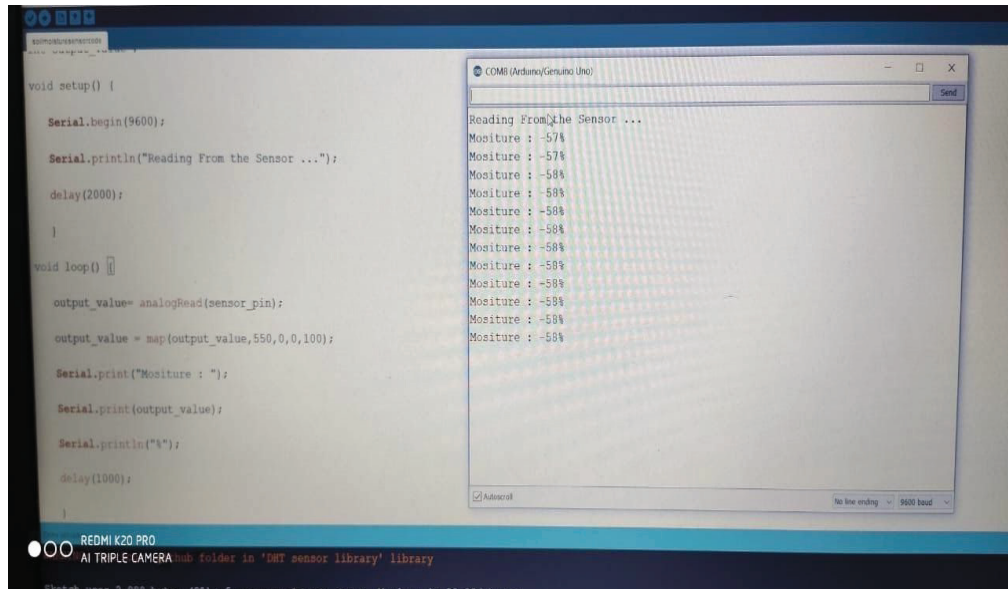 void setup() {
Serial.begin(9600);
Serial.println("Reading From the Sensor ...");
delay(2000);
}
void loop() {
output_value= analogRead(sensor_pin);
output_value = map(output_value,550,0,0,100);
Serial.print("Mositure : ");
Serial.print(output_value);
Serial.println("%");
delay(1000);
}
COM8 (Arduino/Genuino Uno)
Send
Reading From the Sensor ...
Mositure : -57%
Mositure : -57%
Mositure : -58%
Mositure : -58%
Mositure : -58%
Mositure : -58%
Mositure : -58%
Mositure : -58%
Mositure : -58%
Mositure : -58%
Mositure : -58%
Mositure : -58%
Autoscroll
No line ending
9600 baud
REDMI K20 PRO
AI TRIPLE CAMERA
folder in 'DHT sensor library' library